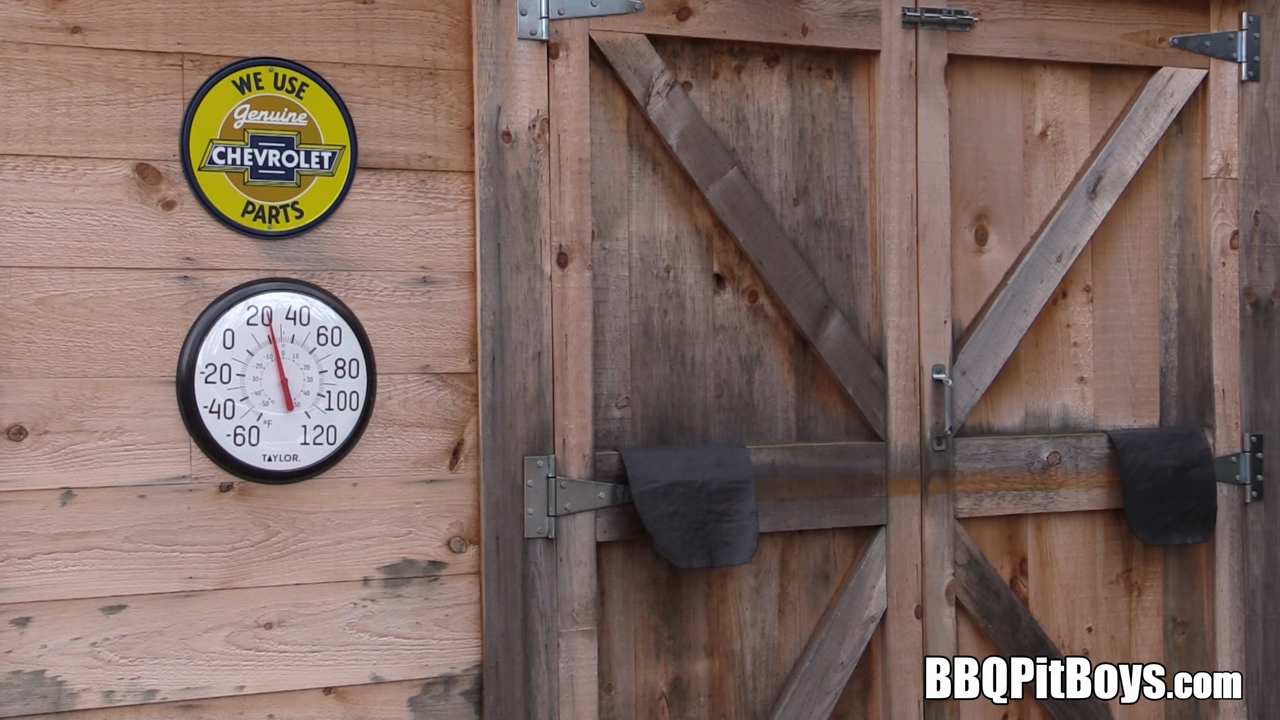 WE USE
Genuine
CHEVROLET
PARTS
20 40
0 60
-20 80
-40 100
-60 °F 120
TAYLOR.
BBQPitBoys.com